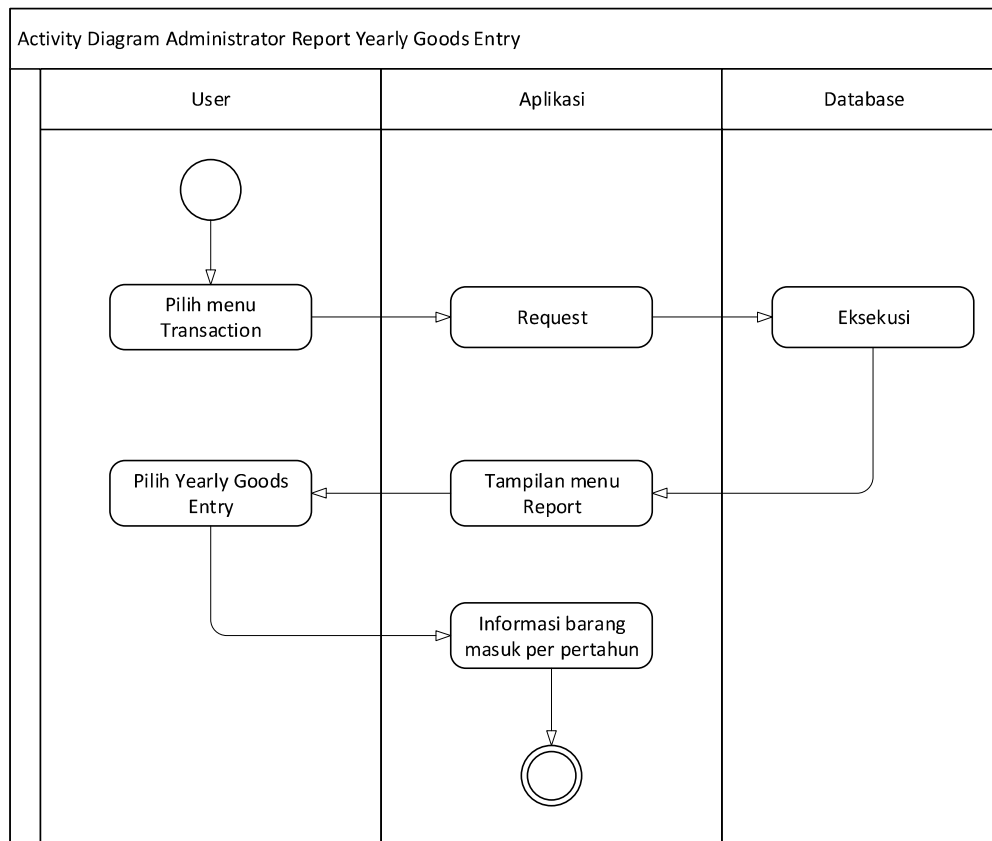 Activity Diagram Administrator Report Yearly Goods Entry
User
Aplikasi
Database
Pilih menu
Transaction
Request
Eksekusi
Pilih Yearly Goods
Entry
Tampilan menu
Report
Informasi barang
masuk per pertahun